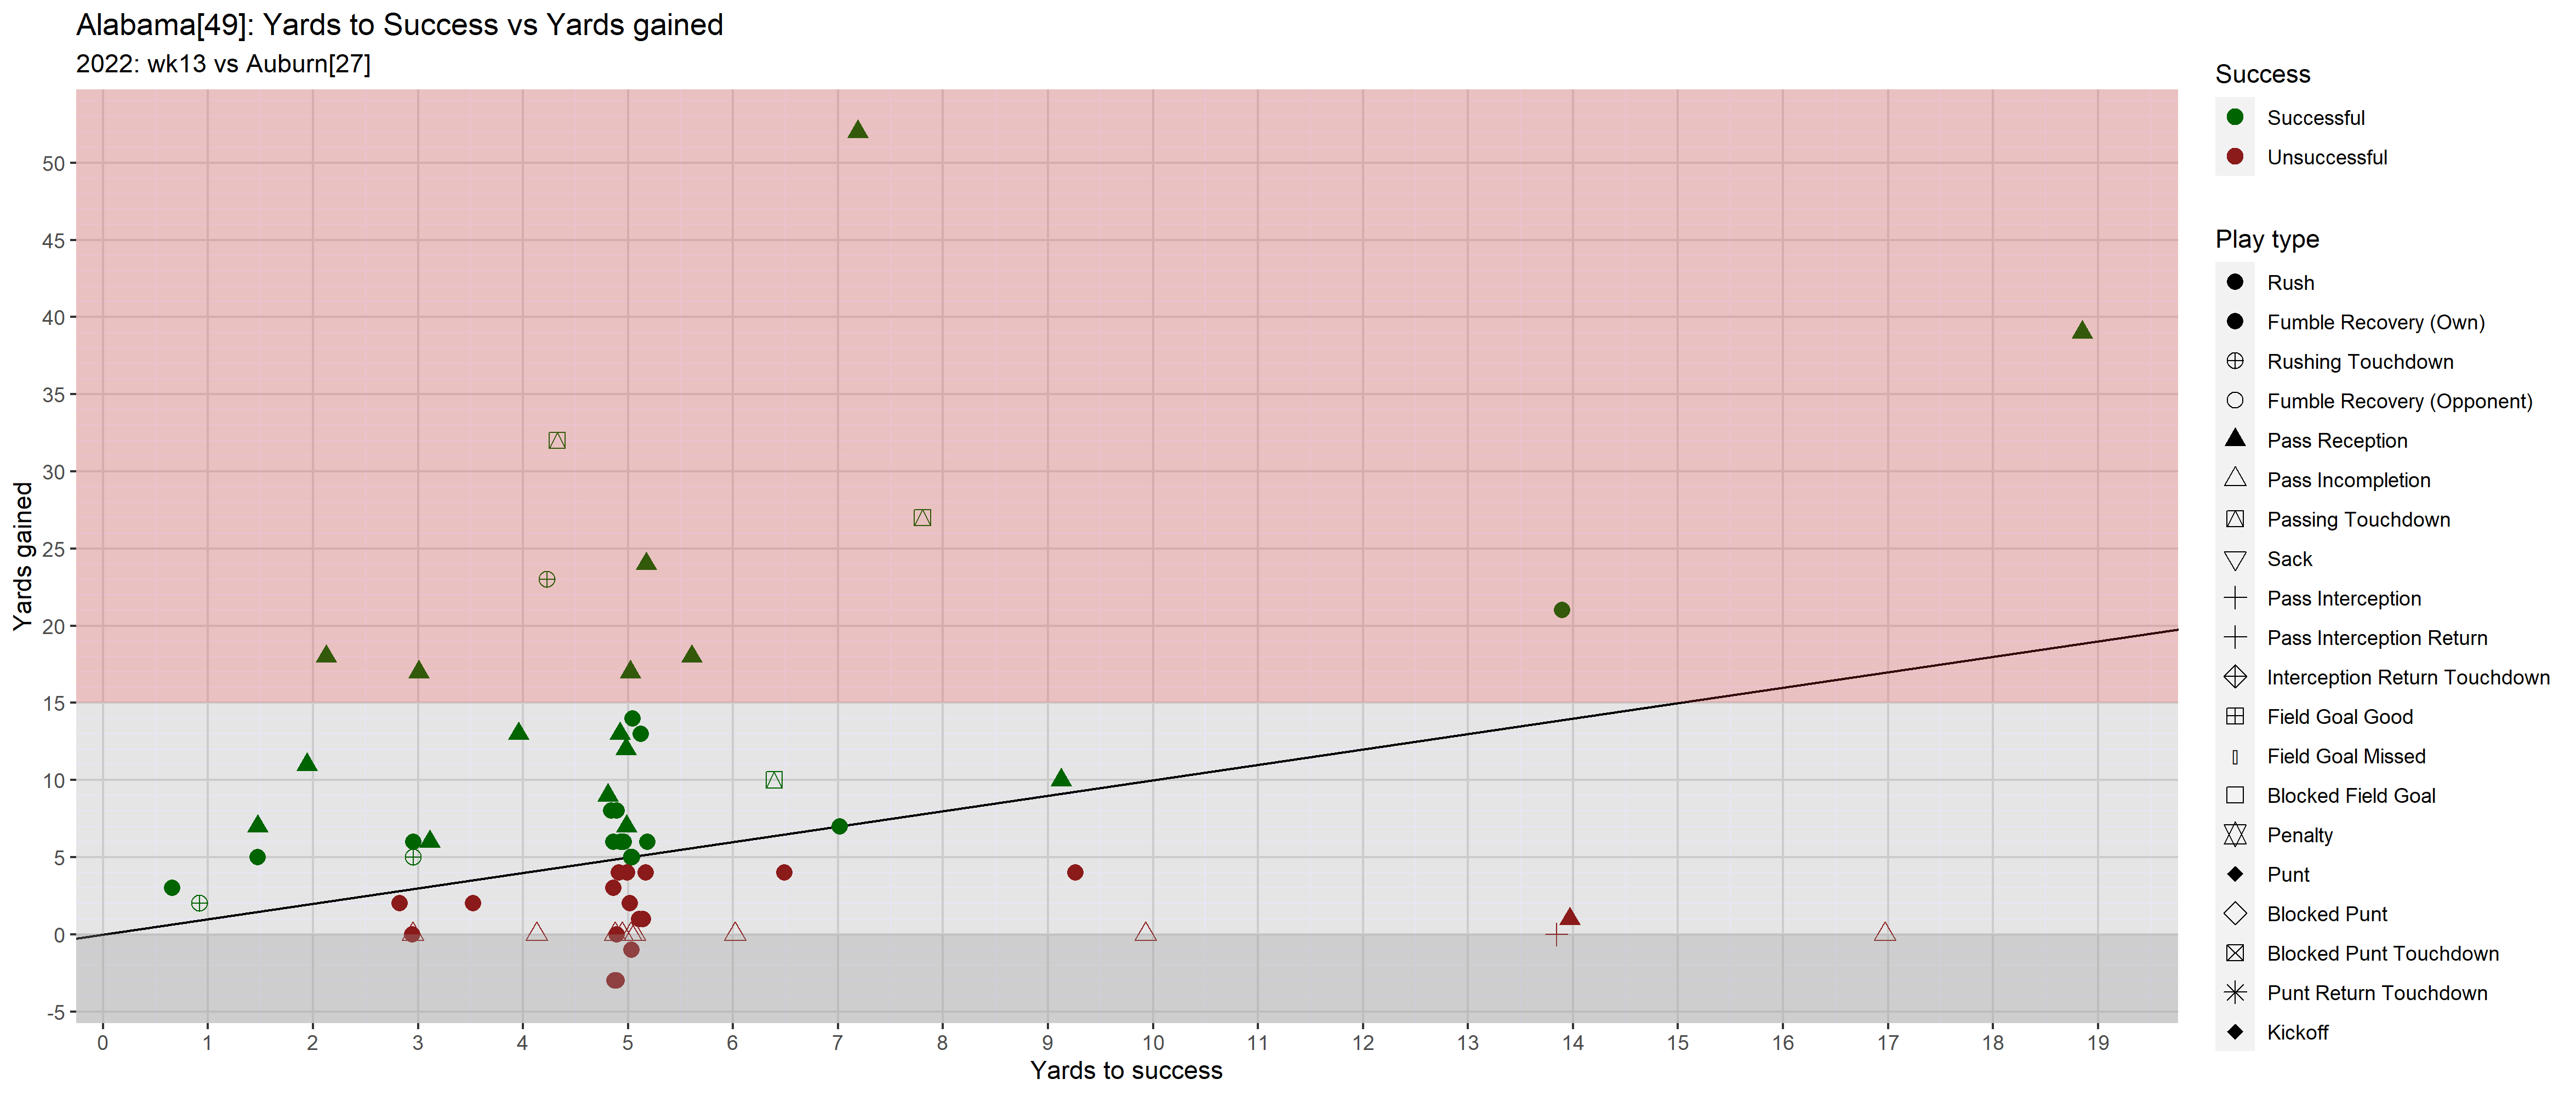 Alabama[49]: Yards to Success vs Yards gained
2022: wk13 vs Auburn[27]
Yards gained
50
45
40
35
30
25
20
15
10
5
0
-5
0 1 2 3 4 5 6 7 8 9 10 11 12 13 14 15 16 17 18 19
Yards to success
Success
Successful
Unsuccessful
Play type
Rush
Fumble Recovery (Own)
Rushing Touchdown
Fumble Recovery (Opponent)
Pass Reception
Pass Incompletion
Passing Touchdown
Sack
Pass Interception
Pass Interception Return
Interception Return Touchdown
Field Goal Good
Field Goal Missed
Blocked Field Goal
Penalty
Punt
Blocked Punt
Blocked Punt Touchdown
Punt Return Touchdown
Kickoff